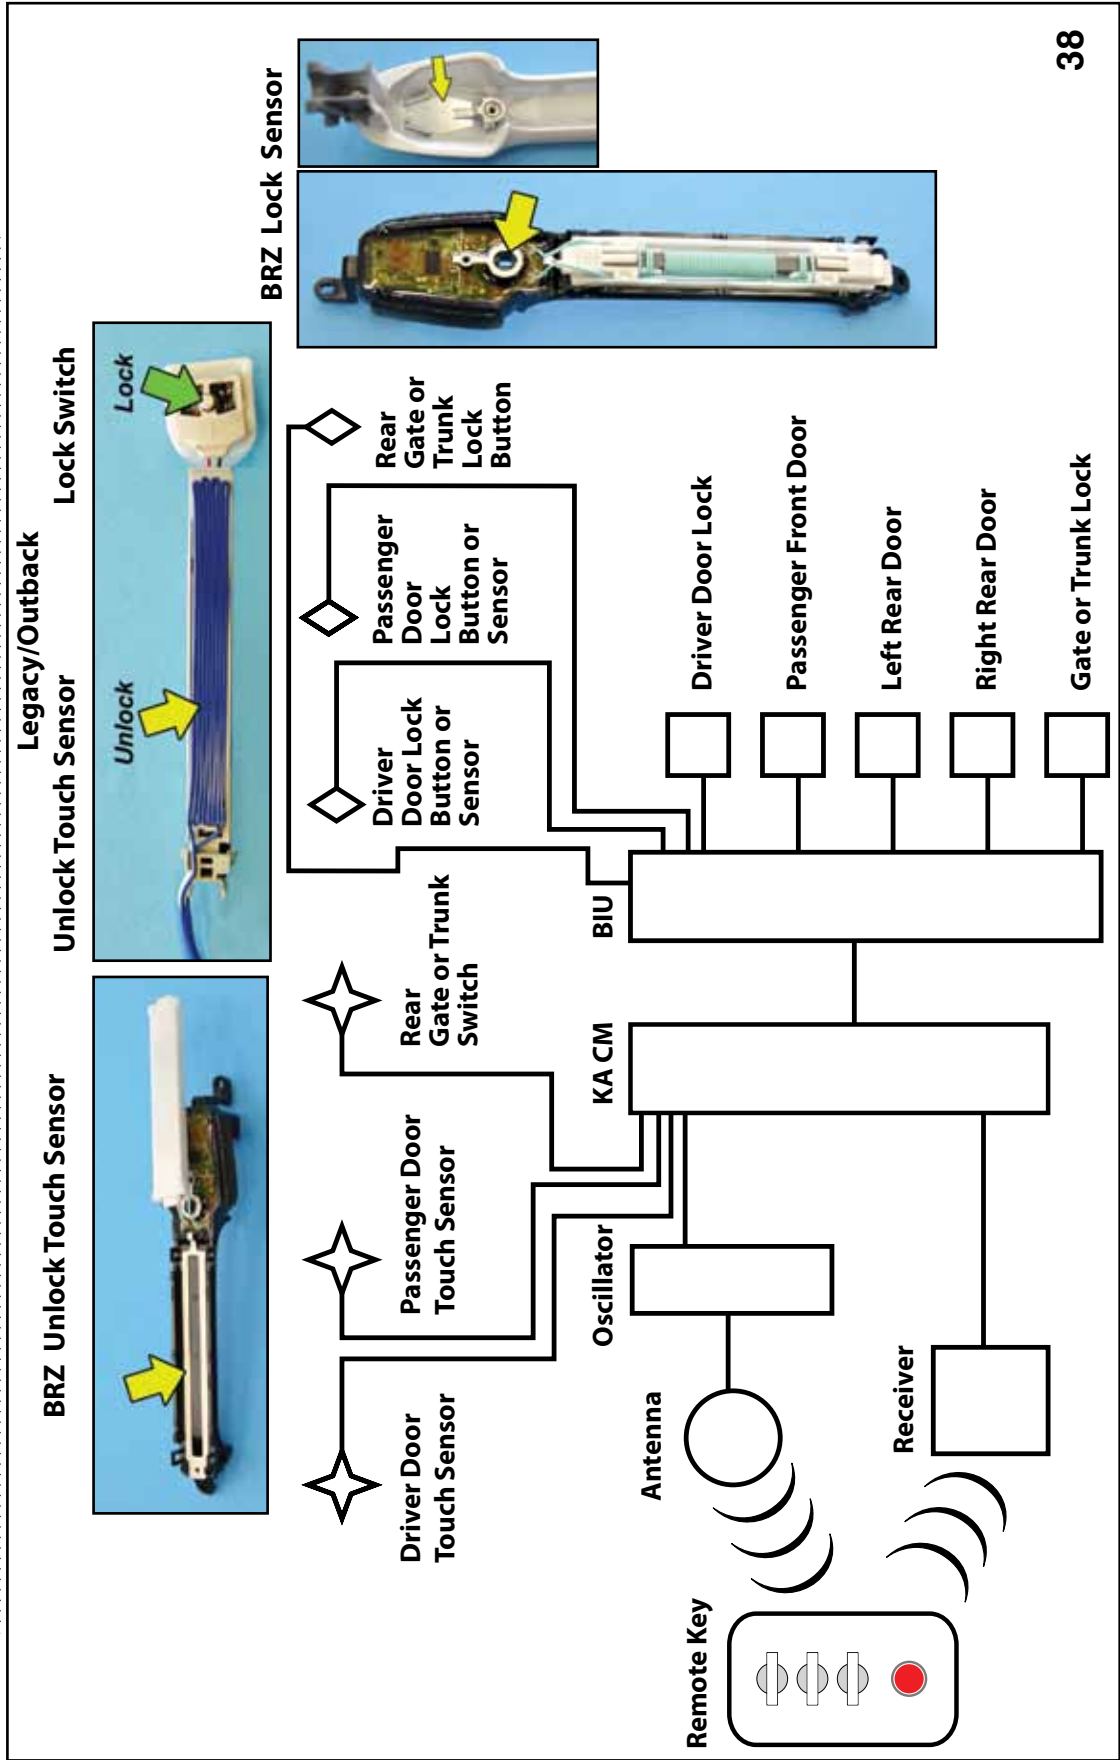 Legacy/Outback
BRZ Unlock Touch Sensor
Unlock Touch Sensor
Lock Switch
Unlock
Lock
BRZ Lock Sensor
Driver Door
Touch Sensor
Passenger Door
Touch Sensor
Rear
Gate or Trunk
Switch
Driver
Door Lock
Button or
Sensor
Passenger
Door
Lock
Button or
Sensor
Rear
Gate or
Trunk
Lock
Button
Remote Key
Antenna
Oscillator
Receiver
KA CM
BIU
Driver Door Lock
Passenger Front Door
Left Rear Door
Right Rear Door
Gate or Trunk Lock
38